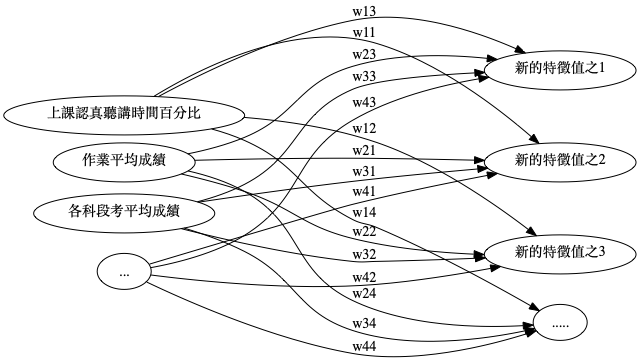 w13
w11
w23
w33
w43
新的特徵值之1
上課認真聽講時間百分比
w12
作業平均成績
w21
新的特徵值之2
w31
w41
各科段考平均成績
w14
w22
新的特徵值之3
w32
...
w42
w24
.....
w34
w44